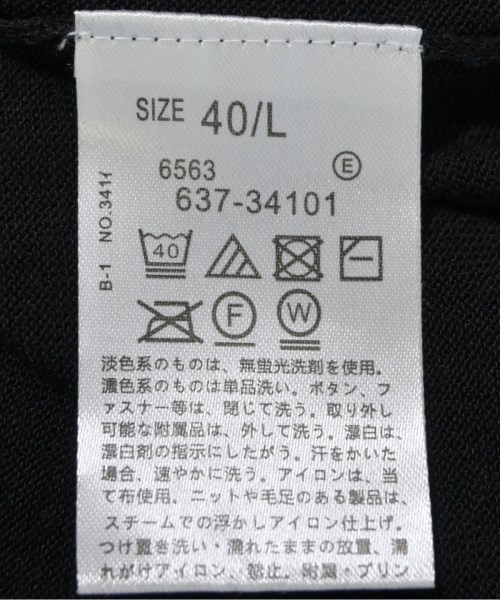 SIZE 40/L
6563 E
637-34101
B-1 NO.341イ
40
F W
淡色系のものは、無蛍光洗剤を使用。
濃色系のものは単品洗い。ボタン、フ
ァスナー等は、閉じて洗う。取り外し
可能な附属品は、外して洗う。漂白は、
漂白剤の指示にしたがう。汗をかいた
場合、速やかに洗う。アイロンは、当
て布使用。ニットや毛足のある製品は、
スチームでの浮かしアイロン仕上げ。
つけ置き洗い・濡れたままの放置、濡
れがけアイロン、禁止。附属・プリン